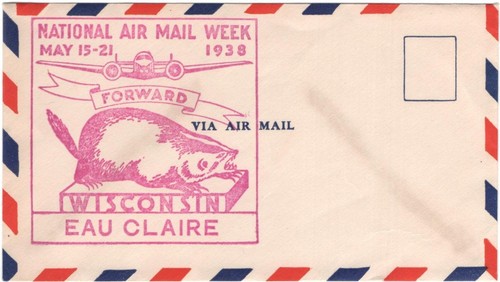 NATIONAL AIR MAIL WEEK
MAY 15-21 1938
FORWARD
VIA AIR MAIL
WISCONSIN
EAU CLAIRE